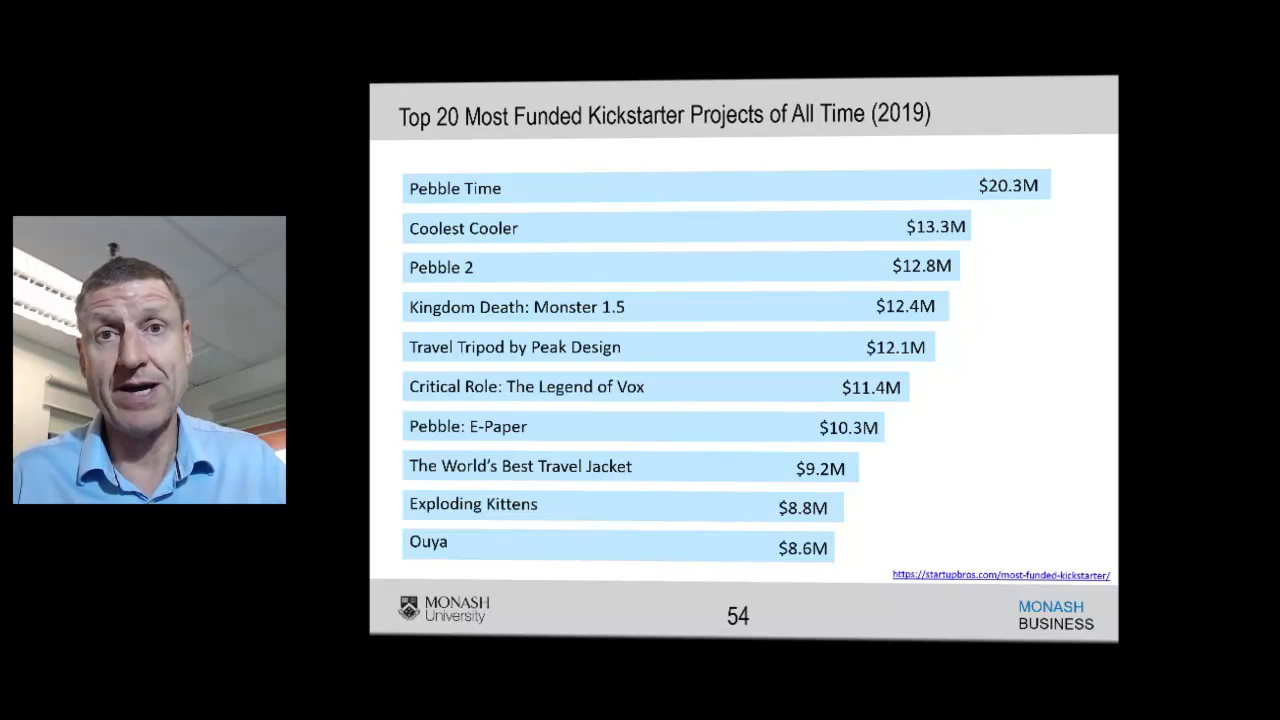 Top 20 Most Funded Kickstarter Projects of All Time (2019)
Pebble Time $20.3M
Coolest Cooler $13.3M
Pebble 2 $12.8M
Kingdom Death: Monster 1.5 $12.4M
Travel Tripod by Peak Design $12.1M
Critical Role: The Legend of Vox $11.4M
Pebble: E-Paper $10.3M
The World's Best Travel Jacket $9.2M
Exploding Kittens $8.8M
Ouya $8.6M
https://startupbros.com/most-funded-kickstarter/
MONASH University
54
MONASH
BUSINESS